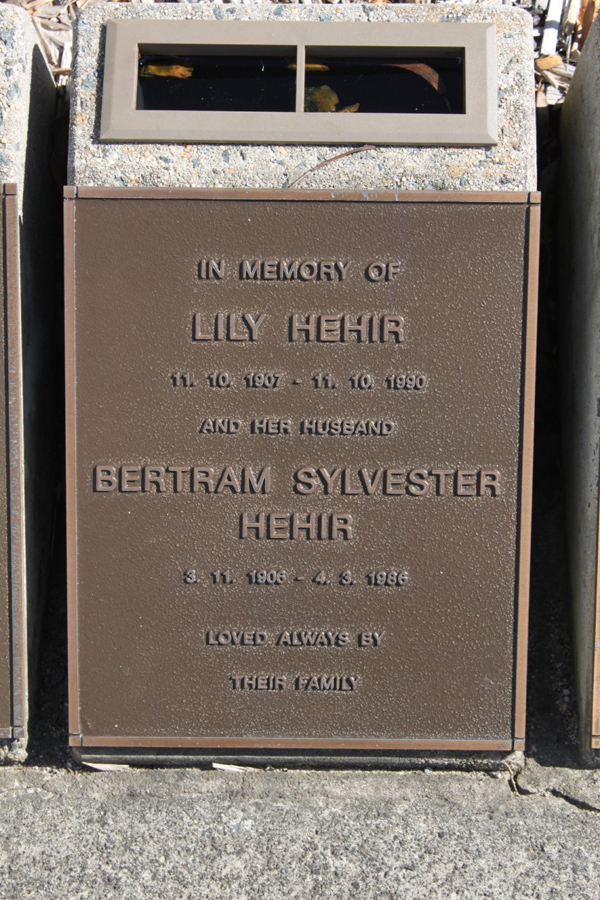 IN MEMORY OF
LILY HEHIR
11. 10. 1907 - 11. 10. 1990
AND HER HUSBAND
BERTRAM SYLVESTER
HEHIR
3. 11. 1906 - 4. 3. 1986
LOVED ALWAYS BY
THEIR FAMILY